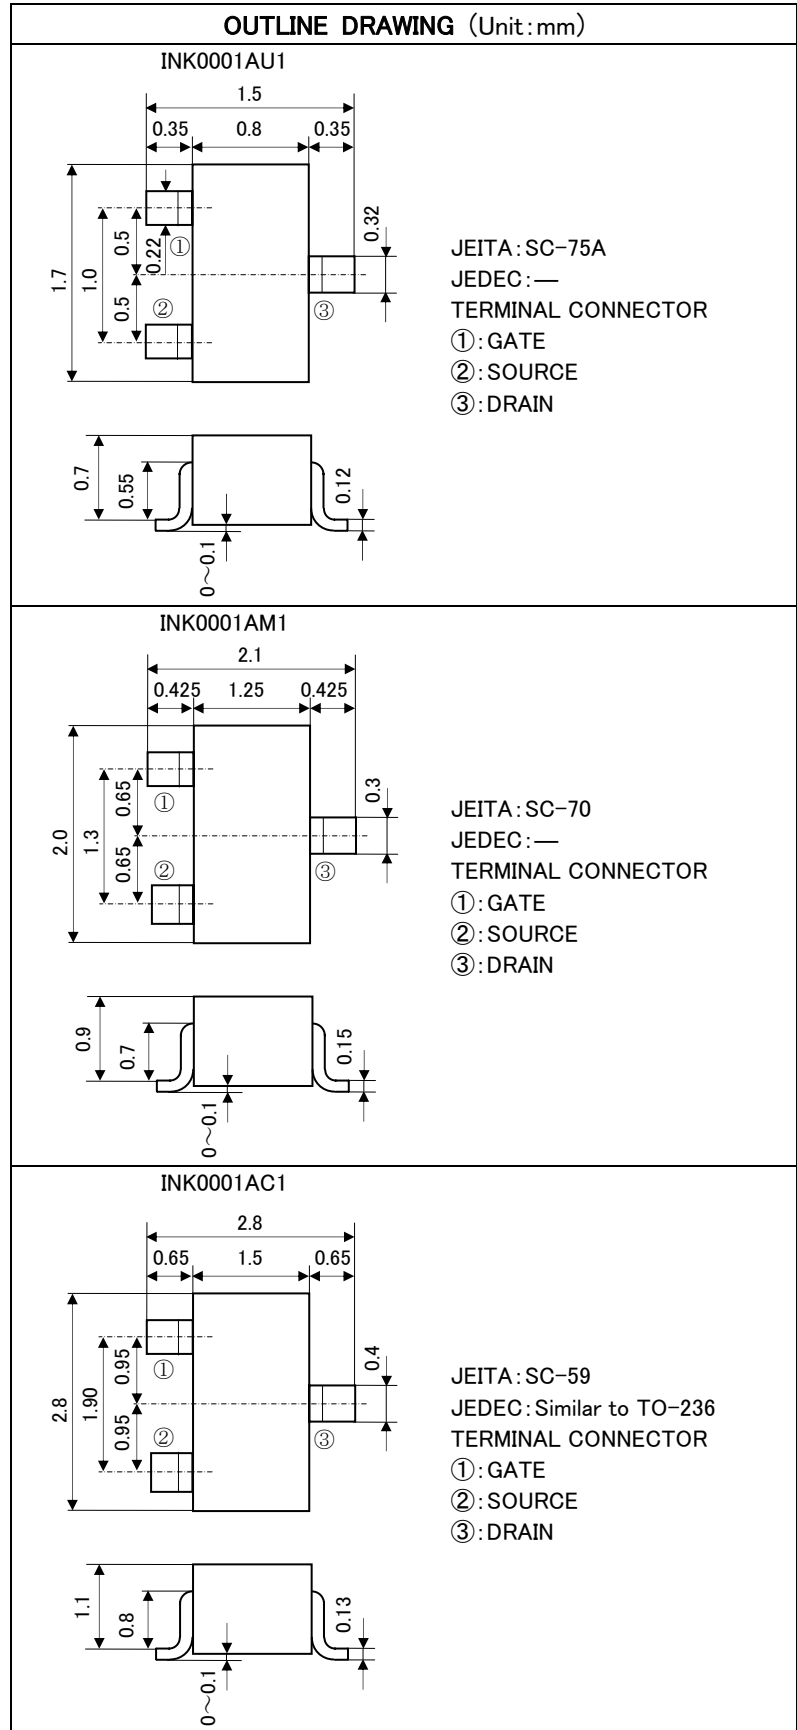 OUTLINE DRAWING (Unit:mm)
INK0001AU1
1.5
0.35 0.8 0.35
1.7
1.0
0.5
0.5
0.22
①
②
③
0.32
JEITA:SC-75A
JEDEC:—
TERMINAL CONNECTOR
①:GATE
②:SOURCE
③:DRAIN
0.7
0.55
0~0.1
0.12
INK0001AM1
2.1
0.425 1.25 0.425
2.0
1.3
0.65
0.65
①
②
③
0.3
JEITA:SC-70
JEDEC:—
TERMINAL CONNECTOR
①:GATE
②:SOURCE
③:DRAIN
0.9
0.7
0~0.1
0.15
INK0001AC1
2.8
0.65 1.5 0.65
2.8
1.90
0.95
0.95
①
②
③
0.4
JEITA:SC-59
JEDEC:Similar to TO-236
TERMINAL CONNECTOR
①:GATE
②:SOURCE
③:DRAIN
1.1
0.8
0~0.1
0.13